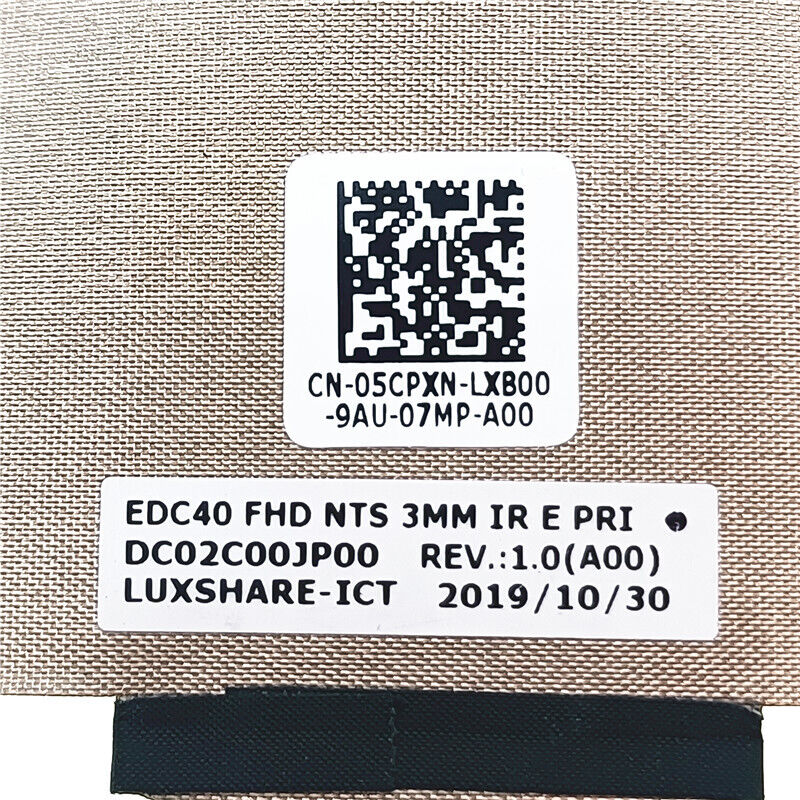 CN-05CPXN-LXB00
-9AU-07MP-A00
EDC40 FHD NTS 3MM IR E PRI
DC02C00JP00 REV.:1.0(A00)
LUXSHARE-ICT 2019/10/30